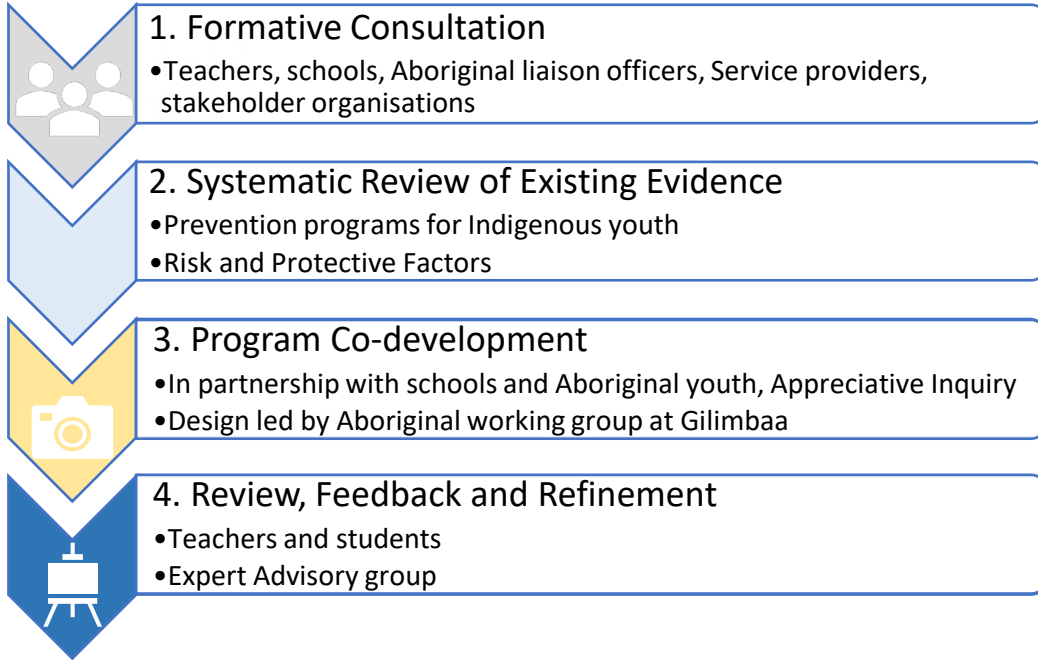 1. Formative Consultation
•Teachers, schools, Aboriginal liaison officers, Service providers,
stakeholder organisations
2. Systematic Review of Existing Evidence
•Prevention programs for Indigenous youth
•Risk and Protective Factors
3. Program Co-development
•In partnership with schools and Aboriginal youth, Appreciative Inquiry
•Design led by Aboriginal working group at Gilimbaa
4. Review, Feedback and Refinement
•Teachers and students
•Expert Advisory group